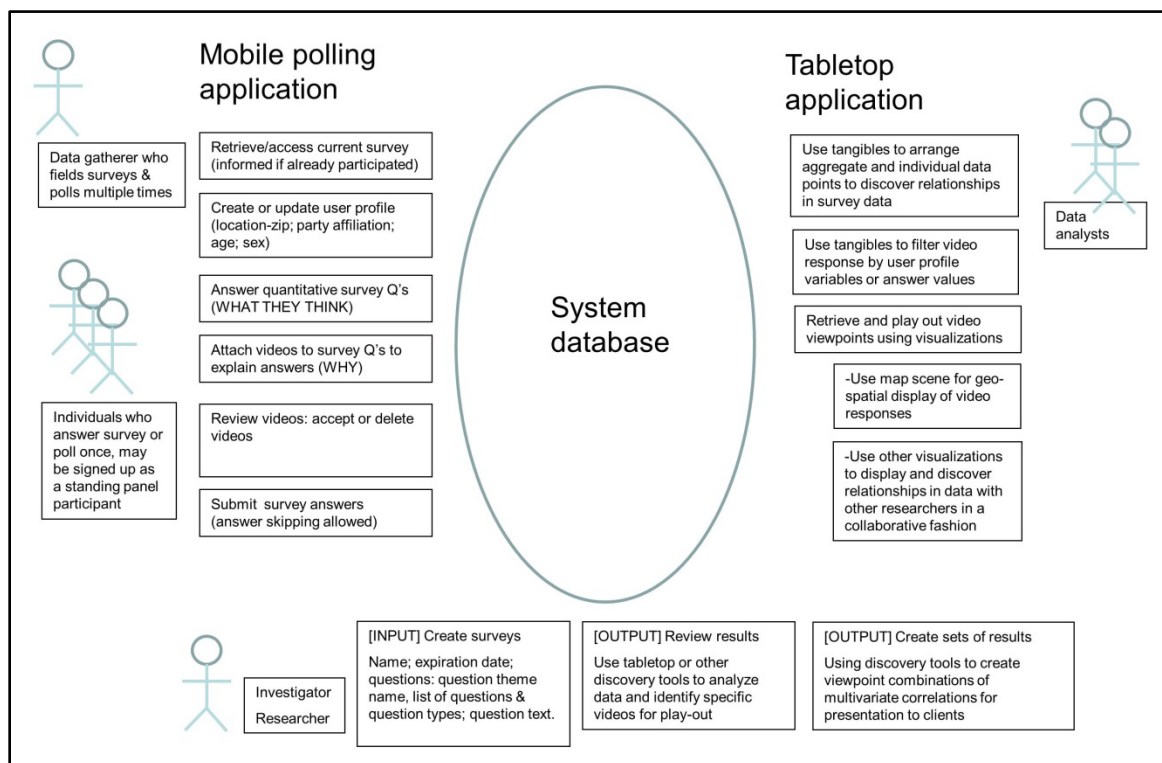 Mobile polling
application
Data gatherer who
fields surveys &
polls multiple times
Retrieve/access current survey
(informed if already participated)
Create or update user profile
(location-zip; party affiliation;
age; sex)
Answer quantitative survey Q's
(WHAT THEY THINK)
Attach videos to survey Q's to
explain answers (WHY)
Individuals who
answer survey or
poll once, may
be signed up as
a standing panel
participant
Review videos: accept or delete
videos
Submit survey answers
(answer skipping allowed)
System
database
Tabletop
application
Use tangibles to arrange
aggregate and individual data
points to discover relationships
in survey data
Data
analysts
Use tangibles to filter video
response by user profile
variables or answer values
Retrieve and play out video
viewpoints using visualizations
-Use map scene for geo-
spatial display of video
responses
-Use other visualizations
to display and discover
relationships in data with
other researchers in a
collaborative fashion
Investigator
Researcher
[INPUT] Create surveys
Name; expiration date;
questions: question theme
name, list of questions &
question types; question text.
[OUTPUT] Review results
Use tabletop or other
discovery tools to analyze
data and identify specific
videos for play-out
[OUTPUT] Create sets of results
Using discovery tools to create
viewpoint combinations of
multivariate correlations for
presentation to clients